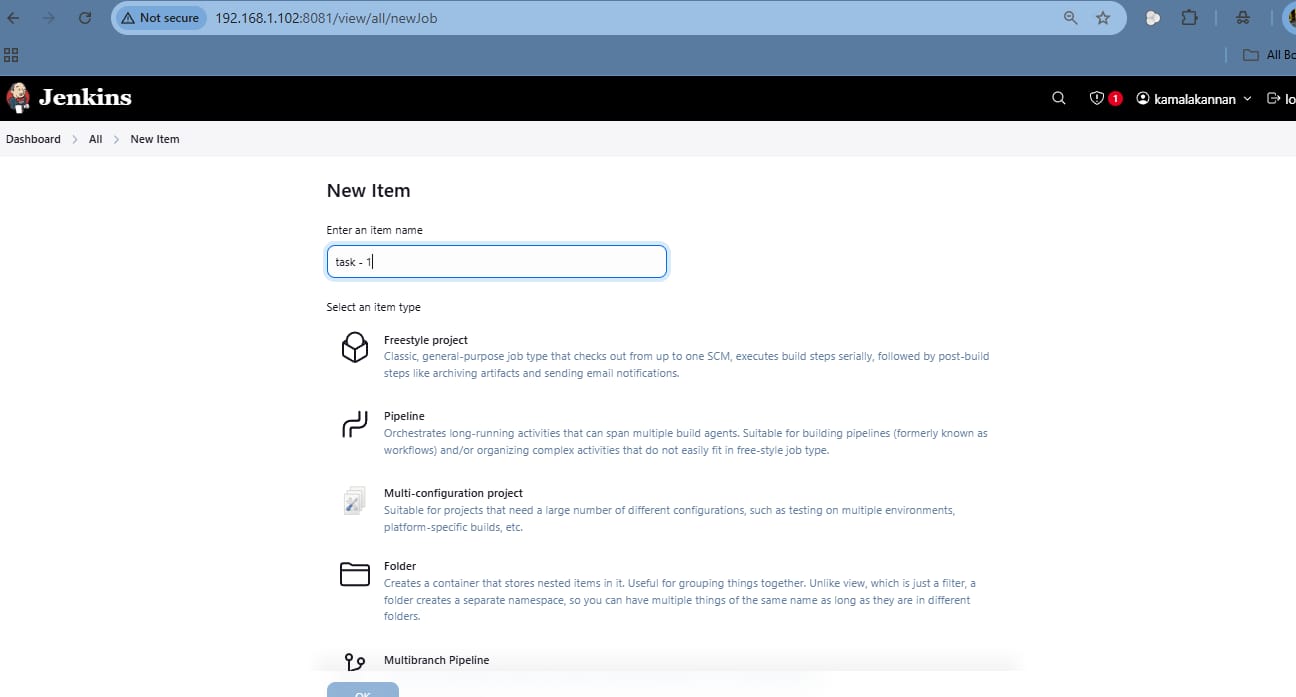 Not secure 192.168.1.102:8081/view/all/newJob
All Bo
Jenkins
1 kamalakannan lo
Dashboard > All > New Item
New Item
Enter an item name
task - 1
Select an item type
Freestyle project
Classic, general-purpose job type that checks out from up to one SCM, executes build steps serially, followed by post-build
steps like archiving artifacts and sending email notifications.
Pipeline
Orchestrates long-running activities that can span multiple build agents. Suitable for building pipelines (formerly known as
workflows) and/or organizing complex activities that do not easily fit in free-style job type.
Multi-configuration project
Suitable for projects that need a large number of different configurations, such as testing on multiple environments,
platform-specific builds, etc.
Folder
Creates a container that stores nested items in it. Useful for grouping things together. Unlike view, which is just a filter, a
folder creates a separate namespace, so you can have multiple things of the same name as long as they are in different
folders.
Multibranch Pipeline
OK